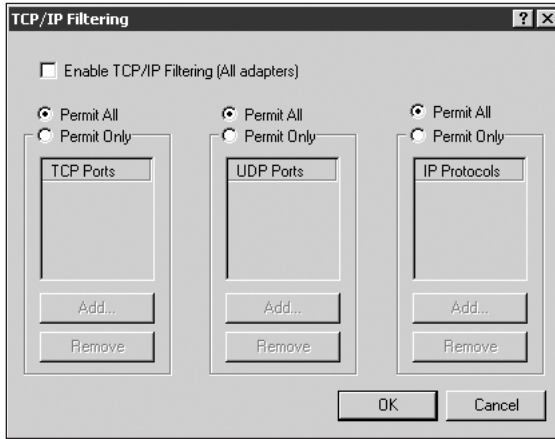 TCP/IP Filtering
Enable TCP/IP Filtering (All adapters)
Permit All
Permit Only
TCP Ports
Add...
Remove
Permit All
Permit Only
UDP Ports
Add...
Remove
Permit All
Permit Only
IP Protocols
Add...
Remove
OK
Cancel